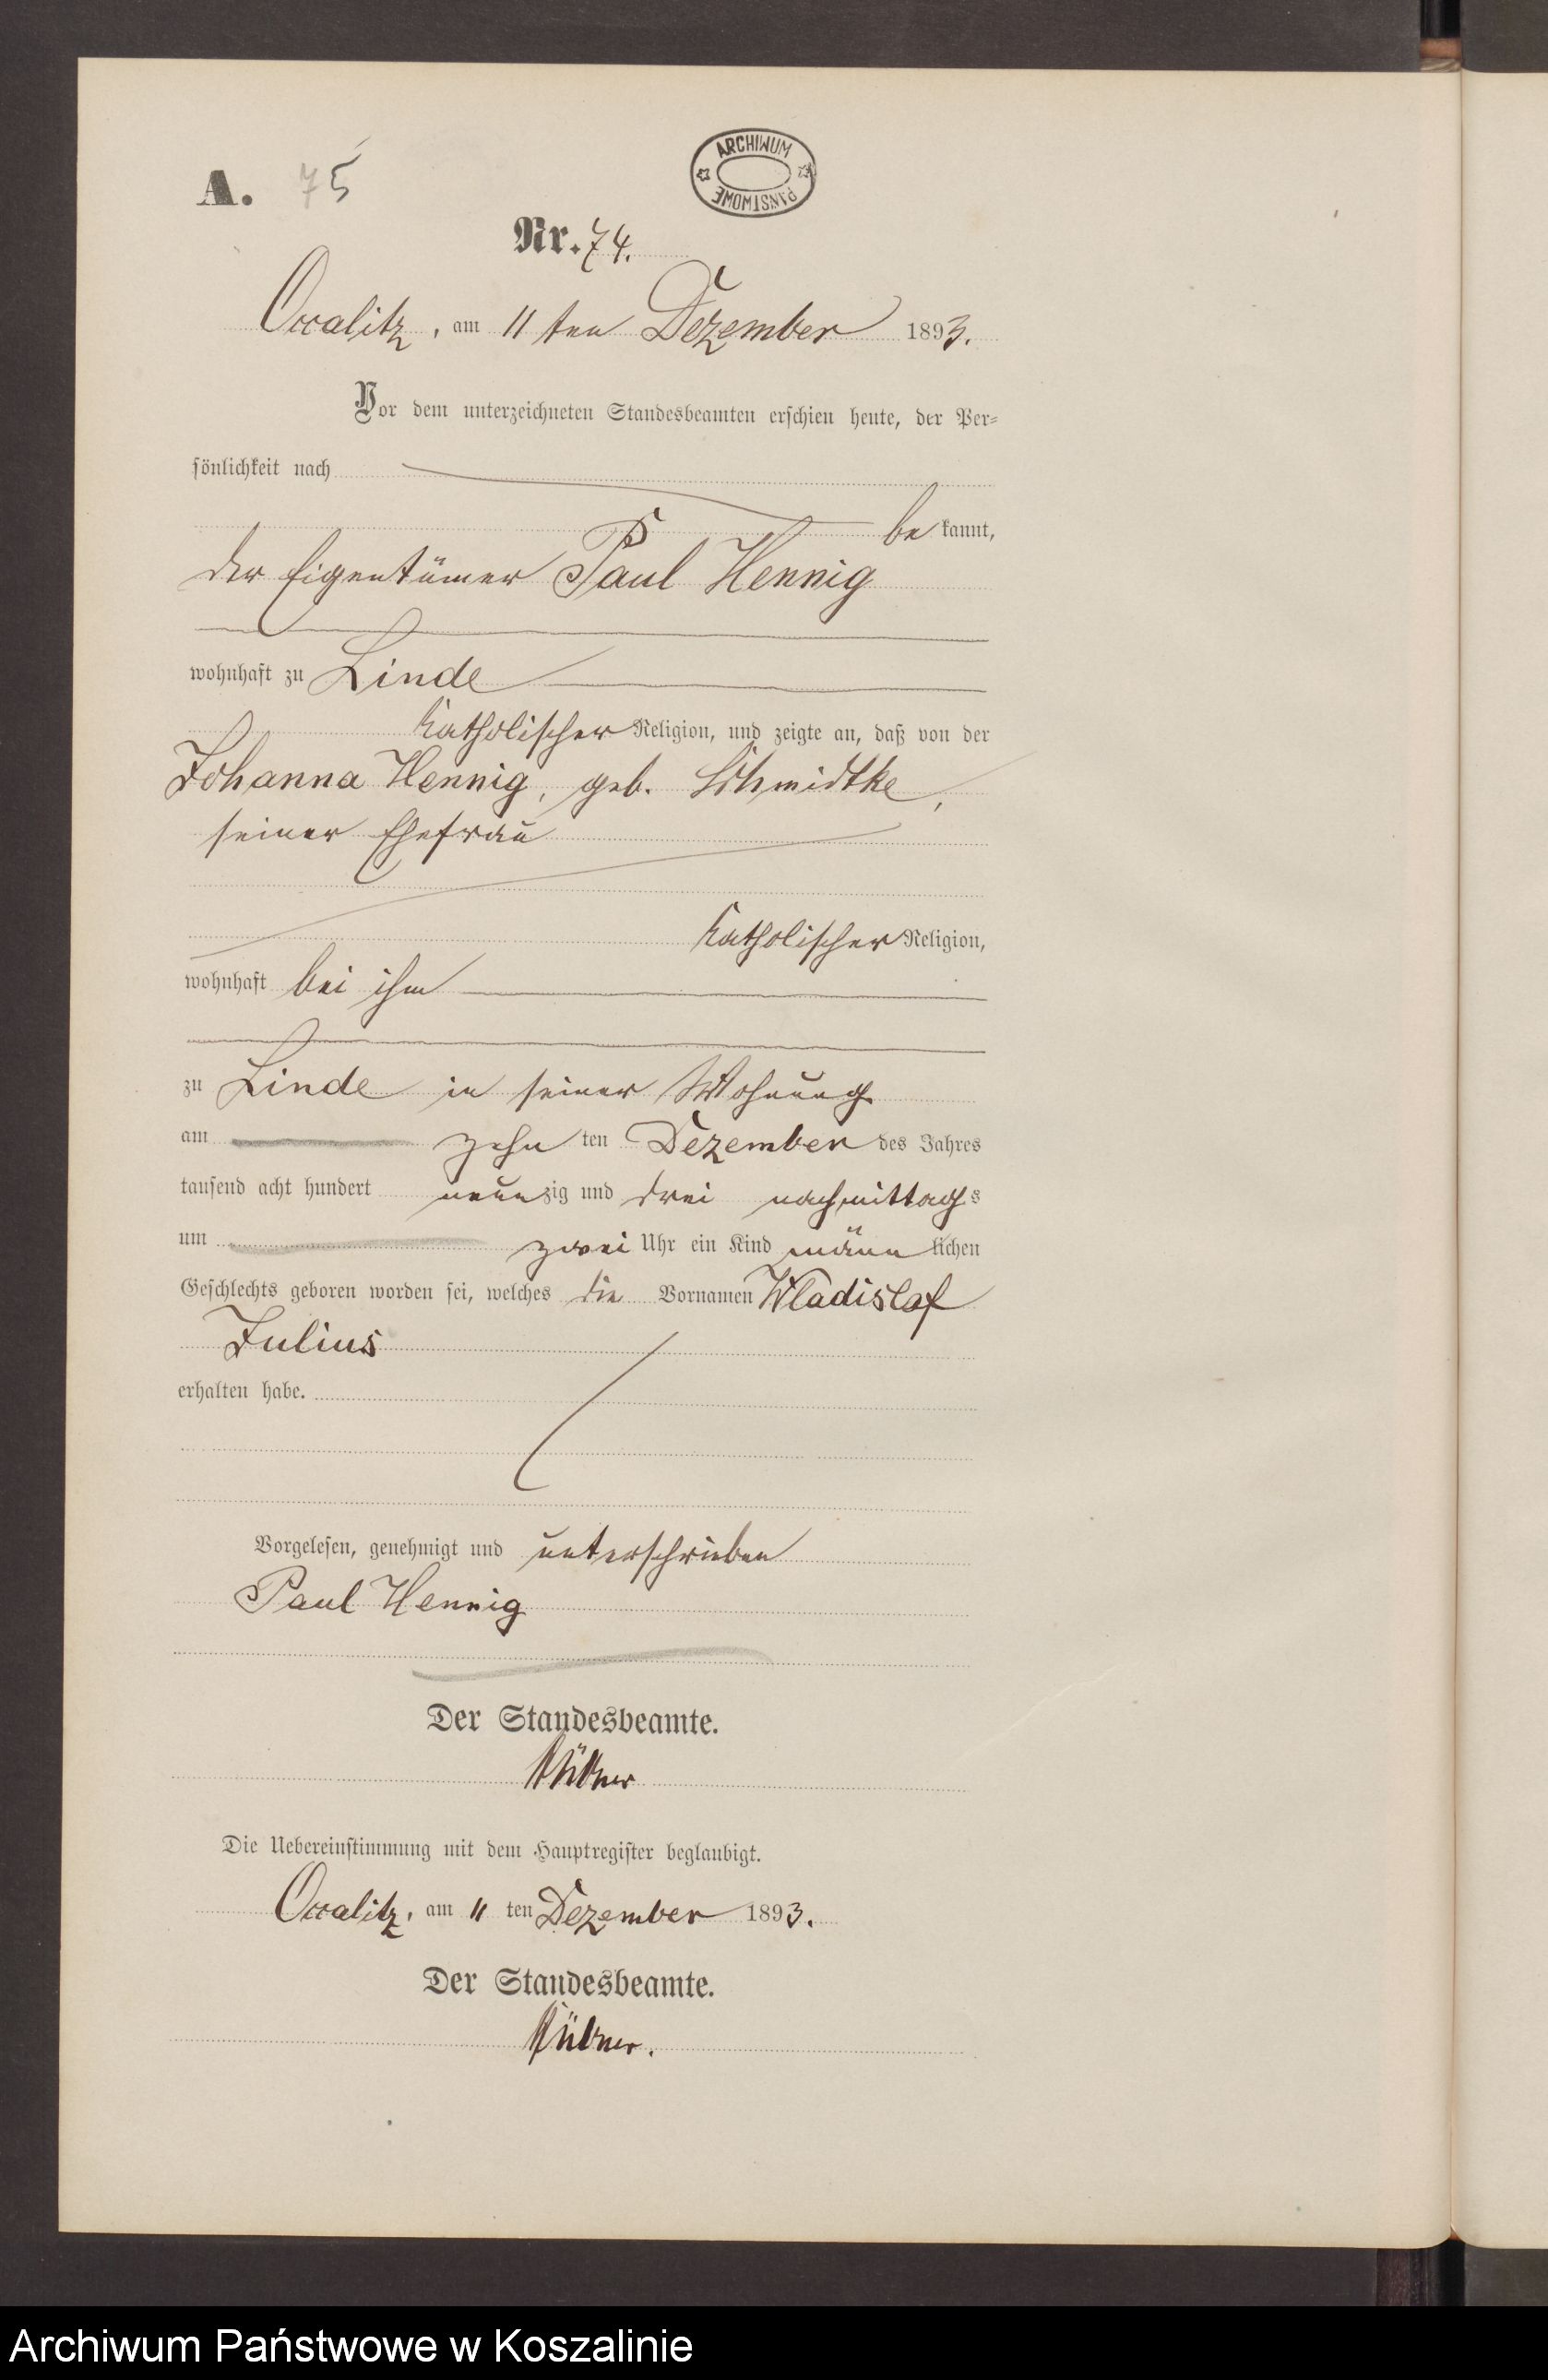 A. 75
ARCHIWUM
PAŃSTWOWE
Nr. 74.
Occalitz, am 11 ten Dezember 1893.
Vor dem unterzeichneten Standesbeamten erschien heute, der Per-
sönlichkeit nach
be kannt,
der Eigentümer Paul Hennig
wohnhaft zu Linde
katholischer Religion, und zeigte an, daß von der
Johanna Hennig, geb. Schmidtke,
seiner Ehefrau
katholischer Religion,
wohnhaft bei ihm
zu Linde in seiner Wohnung
am zehn ten Dezember des Jahres
tausend acht hundert neunzig und drei nachmittags
um zwei Uhr ein Kind männlichen
Geschlechts geboren worden sei, welches die Vornamen Wladislaf
Julius
erhalten habe.
Vorgelesen, genehmigt und unterschrieben
Paul Hennig
Der Standesbeamte.
Die Uebereinstimmung mit dem Hauptregister beglaubigt.
Occalitz, am 11 ten Dezember 1893.
Der Standesbeamte.
Archiwum Państwowe w Koszalinie